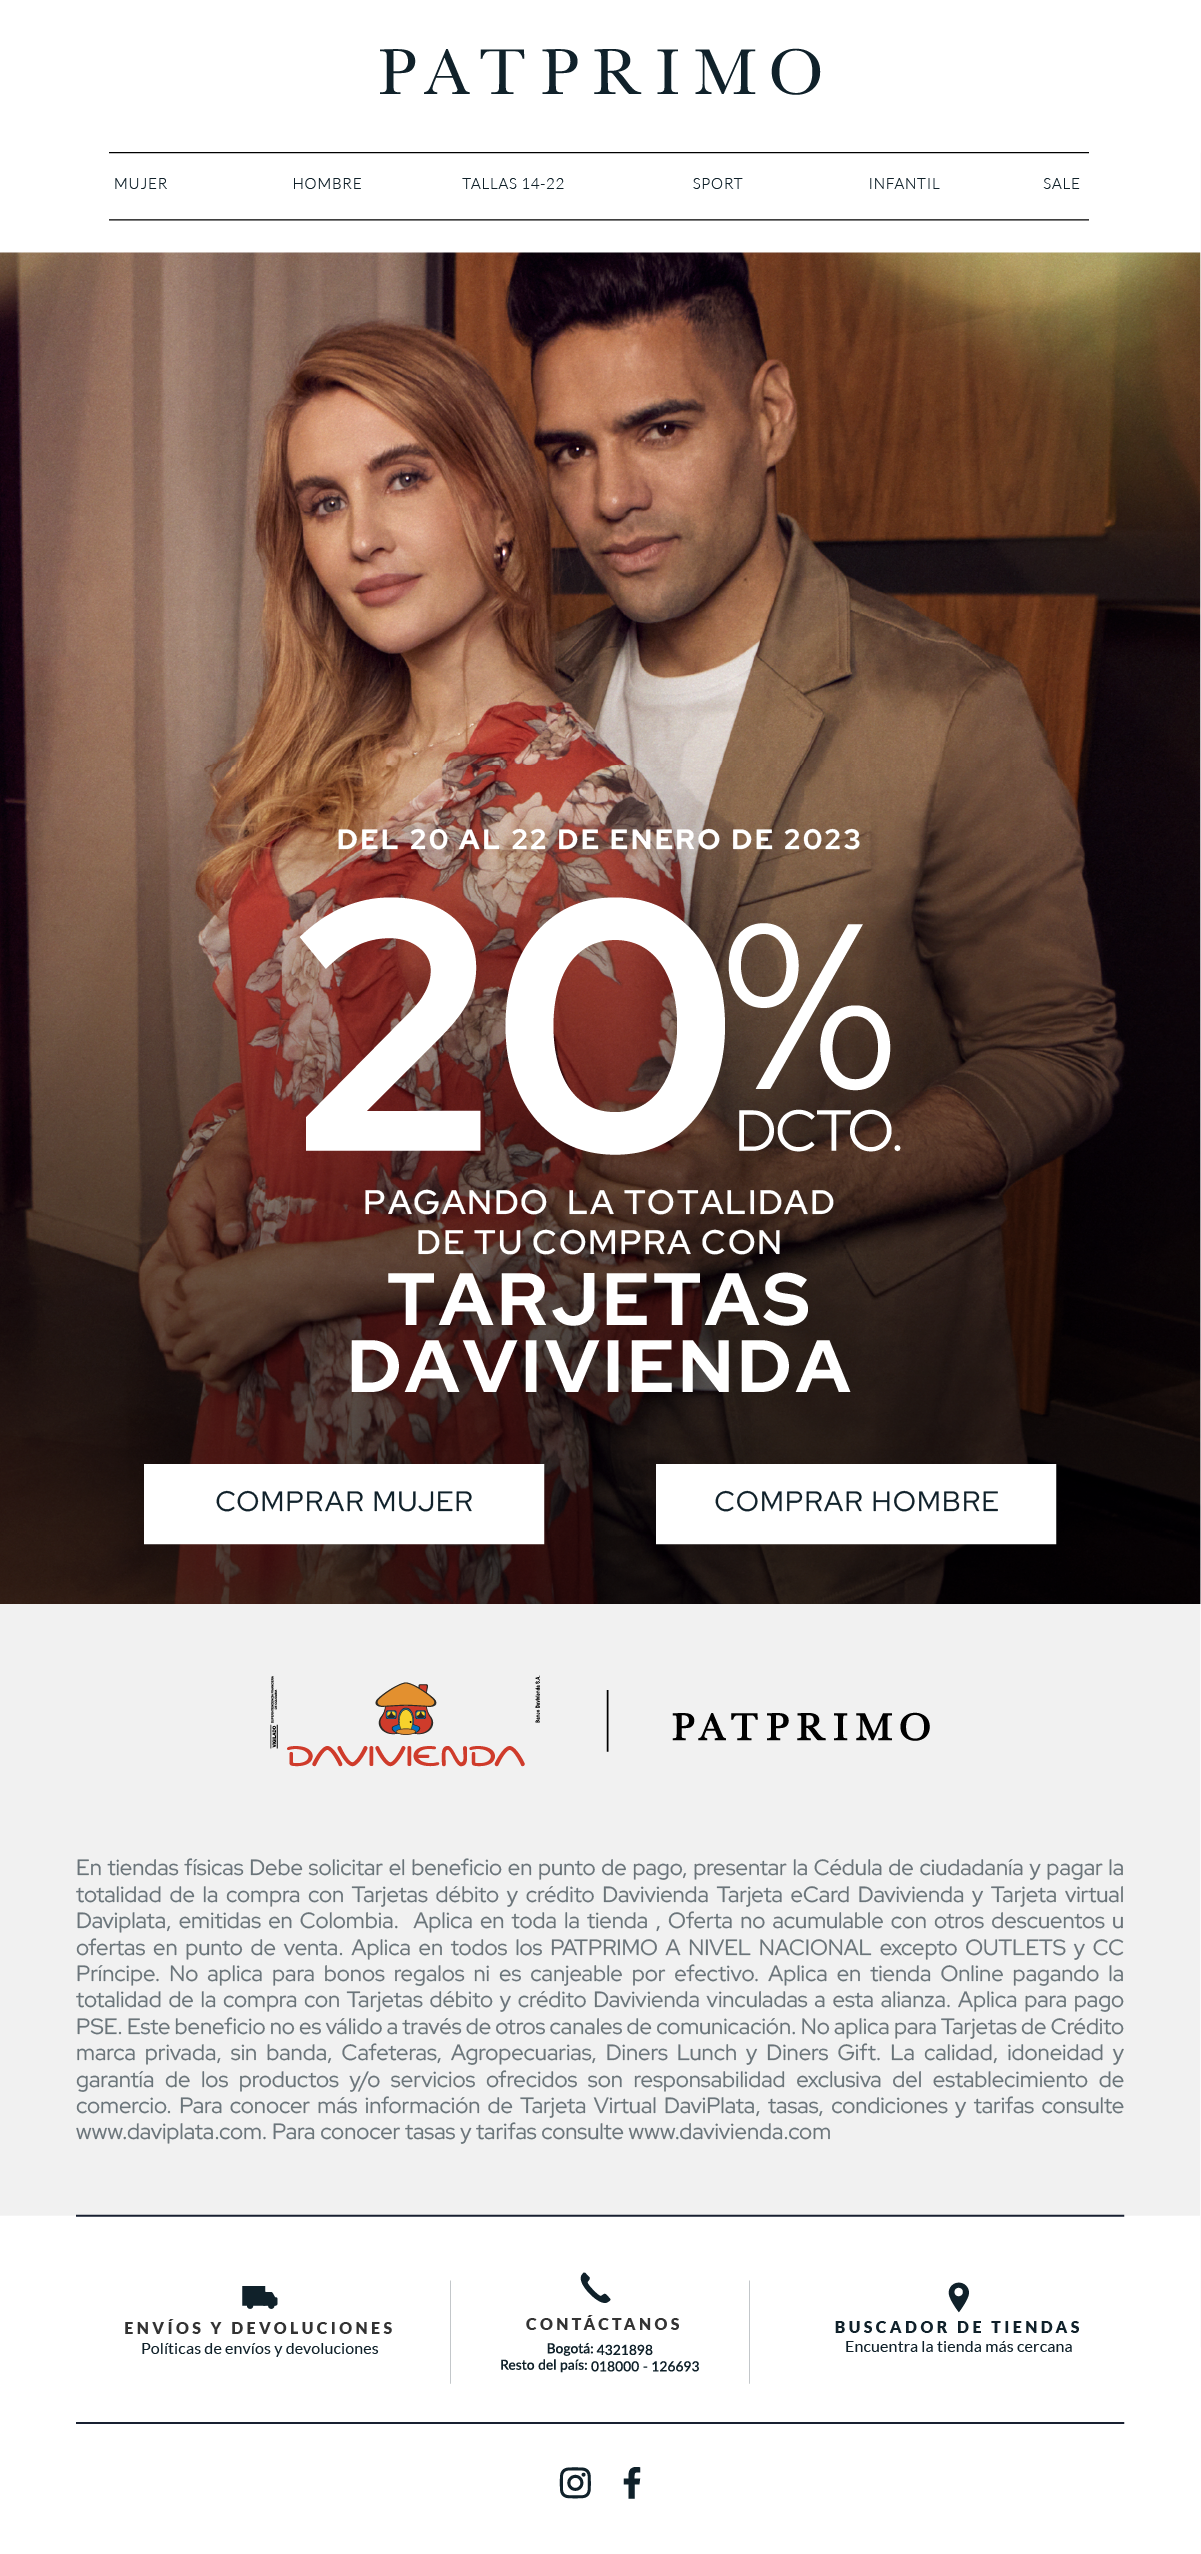 PATPRIMO
MUJER HOMBRE TALLAS 14-22 SPORT INFANTIL SALE
DEL 20 AL 22 DE ENERO DE 2023
20%
DCTO.
PAGANDO LA TOTALIDAD
DE TU COMPRA CON
TARJETAS
DAVIVIENDA
COMPRAR MUJER COMPRAR HOMBRE
VIGILADO
Banco Davivienda S.A.
DAVIVIENDA
PATPRIMO
En tiendas físicas Debe solicitar el beneficio en punto de pago, presentar la Cédula de ciudadanía y pagar la
totalidad de la compra con Tarjetas débito y crédito Davivienda Tarjeta eCard Davivienda y Tarjeta virtual
Daviplata, emitidas en Colombia. Aplica en toda la tienda , Oferta no acumulable con otros descuentos u
ofertas en punto de venta. Aplica en todos los PATPRIMO A NIVEL NACIONAL excepto OUTLETS y CC
Príncipe. No aplica para bonos regalos ni es canjeable por efectivo. Aplica en tienda Online pagando la
totalidad de la compra con Tarjetas débito y crédito Davivienda vinculadas a esta alianza. Aplica para pago
PSE. Este beneficio no es válido a través de otros canales de comunicación. No aplica para Tarjetas de Crédito
marca privada, sin banda, Cafeteras, Agropecuarias, Diners Lunch y Diners Gift. La calidad, idoneidad y
garantía de los productos y/o servicios ofrecidos son responsabilidad exclusiva del establecimiento de
comercio. Para conocer más información de Tarjeta Virtual DaviPlata, tasas, condiciones y tarifas consulte
www.daviplata.com. Para conocer tasas y tarifas consulte www.davivienda.com
ENVÍOS Y DEVOLUCIONES
Políticas de envíos y devoluciones
CONTÁCTANOS
Bogotá: 4321898
Resto del país: 018000 - 126693
BUSCADOR DE TIENDAS
Encuentra la tienda más cercana